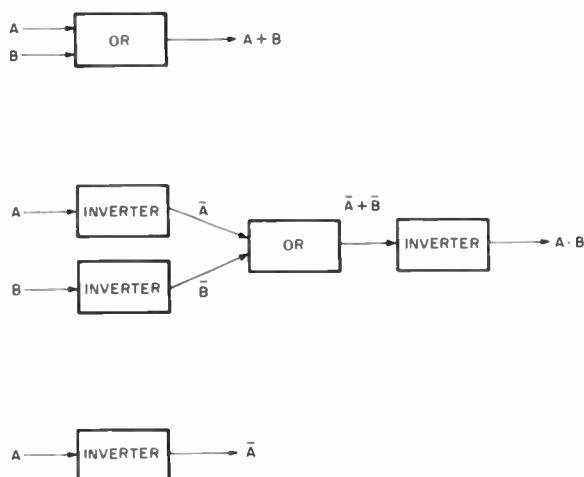 A
OR
A + B
B
Ā + B̄
A
INVERTER
Ā
OR
INVERTER
A · B
B
INVERTER
B̄
A
INVERTER
Ā